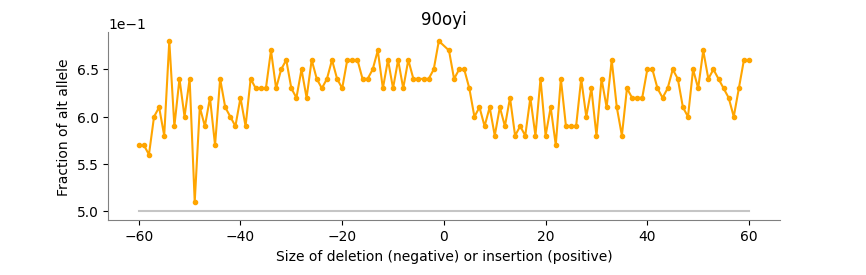 90oyi
1e−1
6.5
6.0
5.5
5.0
Fraction of alt allele
−60 −40 −20 0 20 40 60
Size of deletion (negative) or insertion (positive)